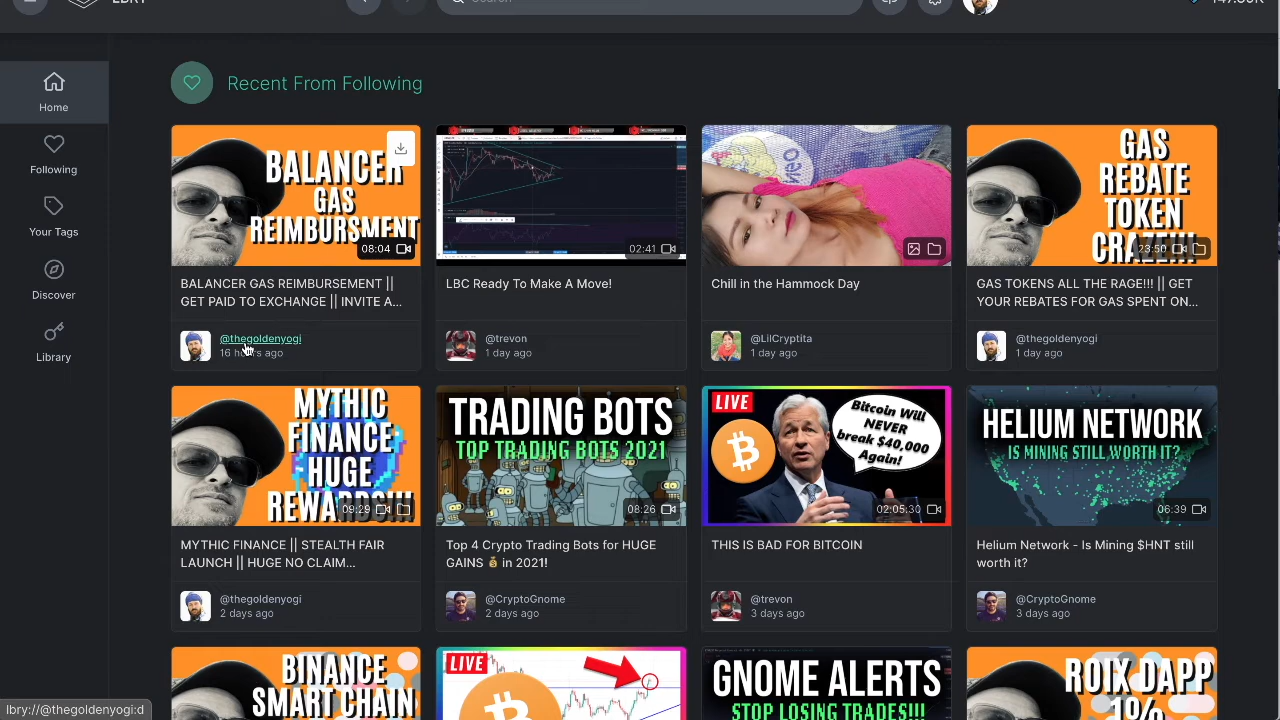 LBRY
Search
147.89K
Home
Following
Your Tags
Discover
Library
Recent From Following
BALANCER
GAS
REIMBURSMENT
08:04
BALANCER GAS REIMBURSEMENT ||
GET PAID TO EXCHANGE || INVITE A...
@thegoldenyogi
16 hours ago
02:41
LBC Ready To Make A Move!
@trevon
1 day ago
Chill in the Hammock Day
@LilCryptita
1 day ago
GAS
REBATE
TOKEN
CRAZE!!!
23:50
GAS TOKENS ALL THE RAGE!!! || GET
YOUR REBATES FOR GAS SPENT ON...
@thegoldenyogi
1 day ago
MYTHIC
FINANCE
HUGE
REWARDS!!!
09:29
MYTHIC FINANCE || STEALTH FAIR
LAUNCH || HUGE NO CLAIM...
@thegoldenyogi
2 days ago
TRADING BOTS
TOP TRADING BOTS 2021
08:26
Top 4 Crypto Trading Bots for HUGE
GAINS 💰 in 2021!
@CryptoGnome
2 days ago
LIVE
Bitcoin Will
NEVER
break $40,000
Again!
02:05:30
THIS IS BAD FOR BITCOIN
@trevon
3 days ago
HELIUM NETWORK
IS MINING STILL WORTH IT?
06:39
Helium Network - Is Mining $HNT still
worth it?
@CryptoGnome
3 days ago
BINANCE
SMART CHAIN
LIVE
GNOME ALERTS
STOP LOSING TRADES!!!
ROIX DAPP
1%
lbry://@thegoldenyogi:d